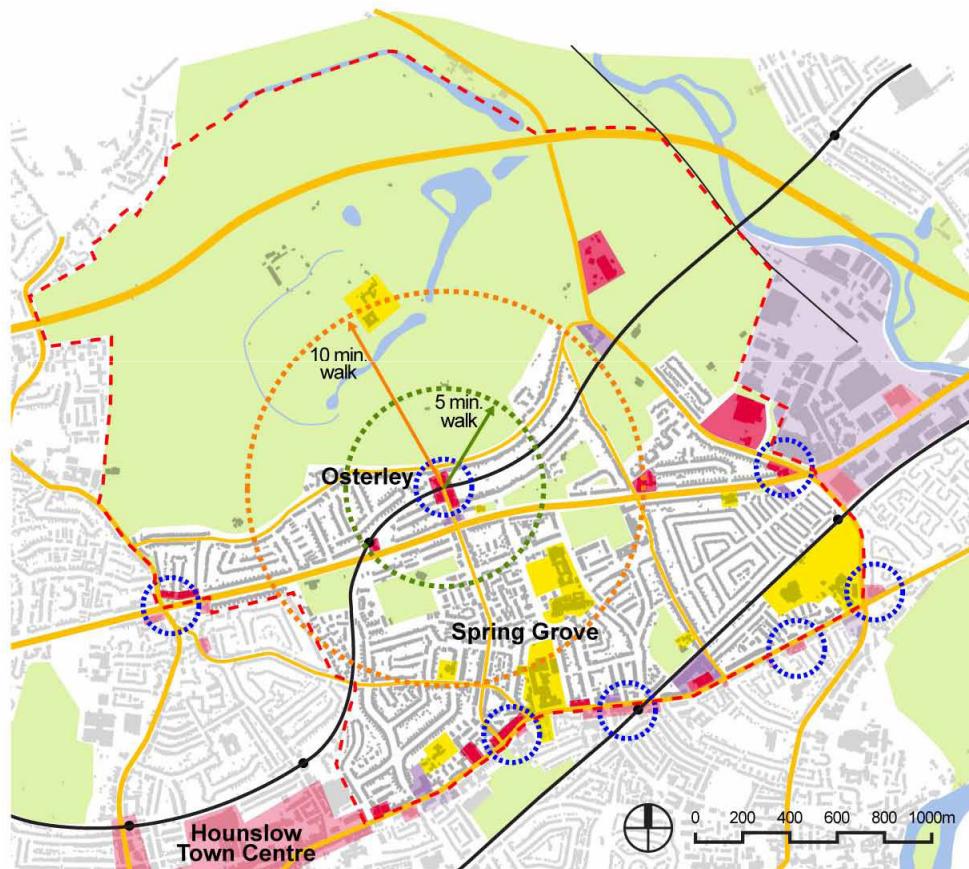 10 min.
walk
5 min.
walk
Osterley
Spring Grove
Hounslow
Town Centre
0 200 400 600 800 1000m